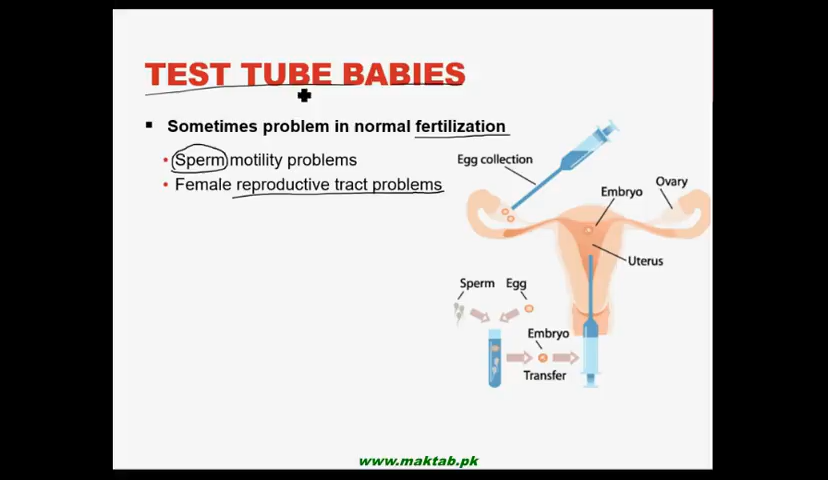 TEST TUBE BABIES
Sometimes problem in normal fertilization
Sperm motility problems
Female reproductive tract problems
Egg collection
Embryo
Ovary
Uterus
Sperm Egg
Embryo
Transfer
www.maktab.pk